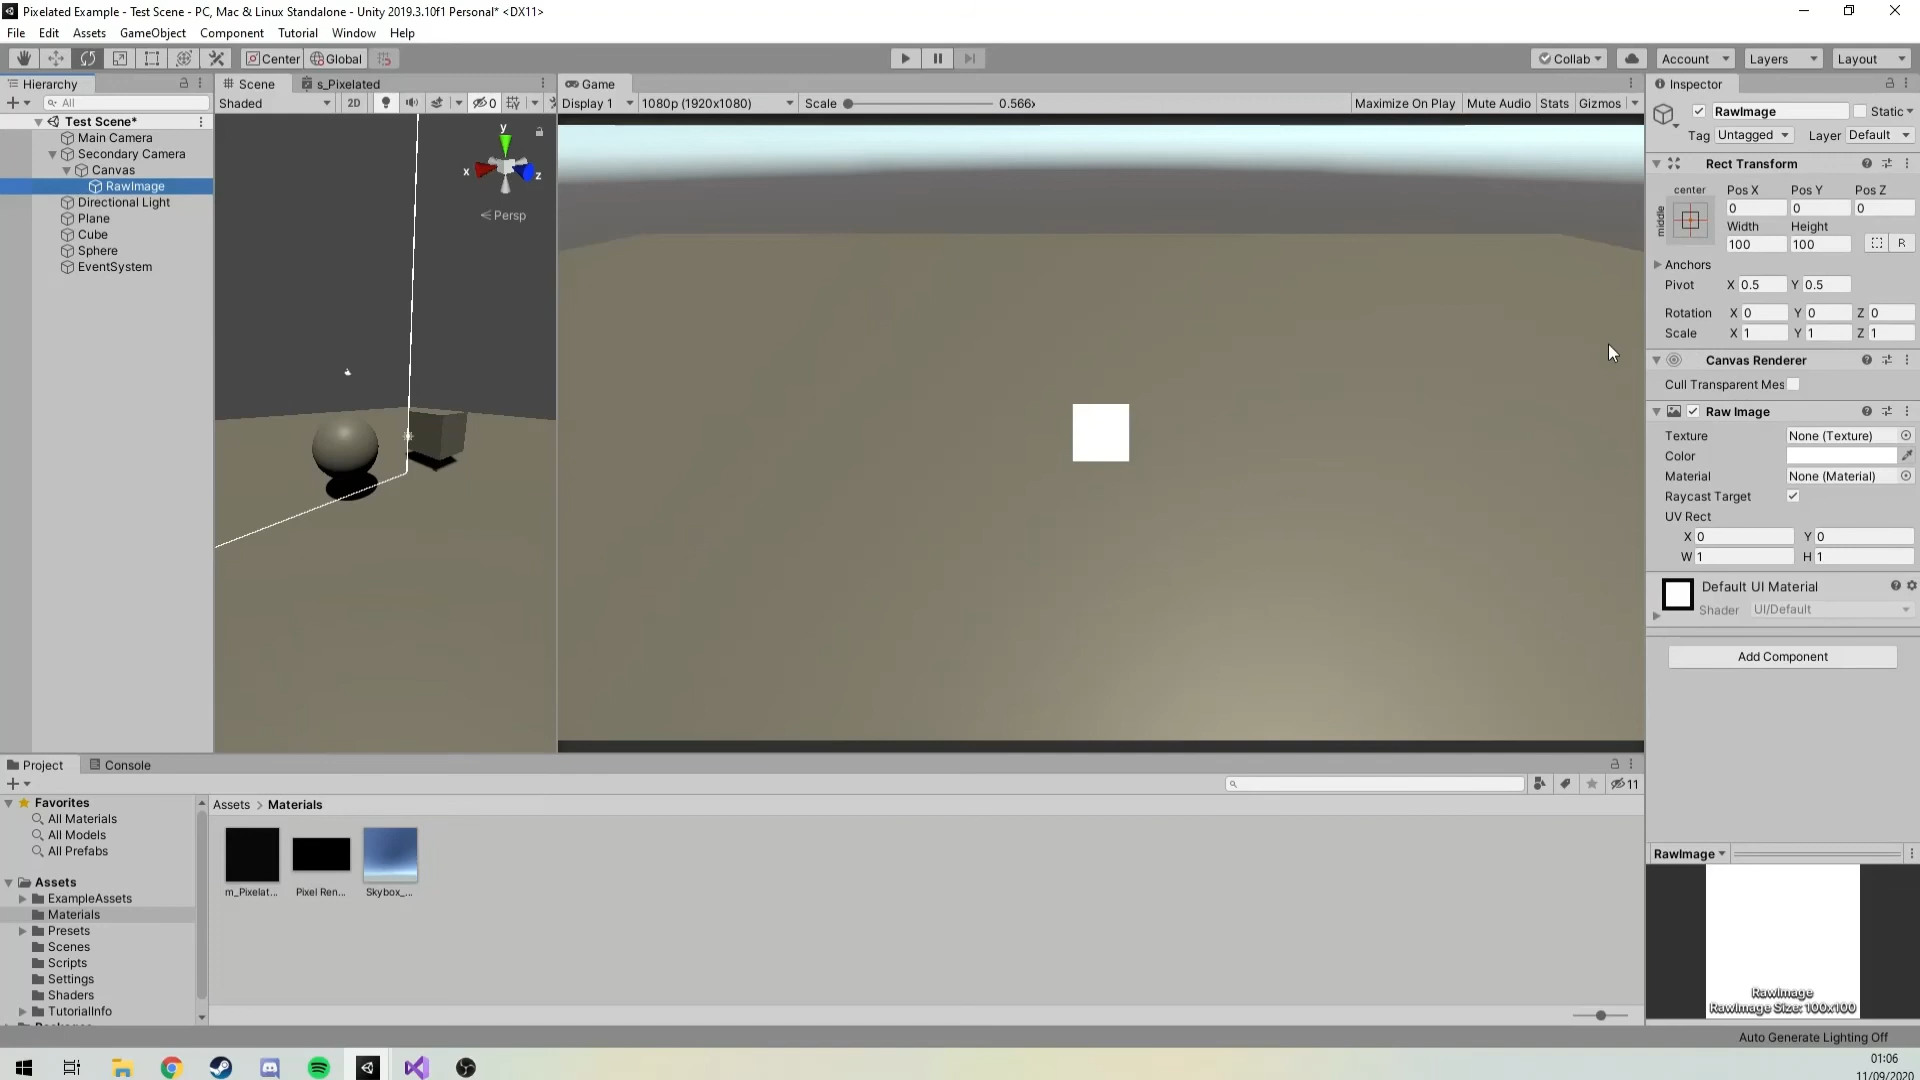 Pixelated Example - Test Scene - PC, Mac & Linux Standalone - Unity 2019.3.10f1 Personal* <DX11>
File Edit Assets GameObject Component Tutorial Window Help
Center Global Collab Account Layers Layout
Hierarchy
All
Test Scene*
Main Camera
Secondary Camera
Canvas
RawImage
Directional Light
Plane
Cube
Sphere
EventSystem
Scene s_Pixelated
Shaded 2D 0
y
x
z
Persp
Game
Display 1 1080p (1920x1080) Scale 0.566x Maximize On Play Mute Audio Stats Gizmos
Inspector
RawImage Static
Tag Untagged Layer Default
Rect Transform
center Pos X Pos Y Pos Z
middle 0 0 0
Width Height
100 100 R
Anchors
Pivot X 0.5 Y 0.5
Rotation X 0 Y 0 Z 0
Scale X 1 Y 1 Z 1
Canvas Renderer
Cull Transparent Mes
Raw Image
Texture None (Texture)
Color
Material None (Material)
Raycast Target
UV Rect
X 0 Y 0
W 1 H 1
Default UI Material
Shader UI/Default
Add Component
RawImage
RawImage
RawImage Size: 100x100
Project Console
11
Favorites
All Materials
All Models
All Prefabs
Assets
ExampleAssets
Materials
Presets
Scenes
Scripts
Settings
Shaders
TutorialInfo
Assets > Materials
m_Pixelat... Pixel Ren... Skybox_...
Auto Generate Lighting Off
01:06
11/09/2020